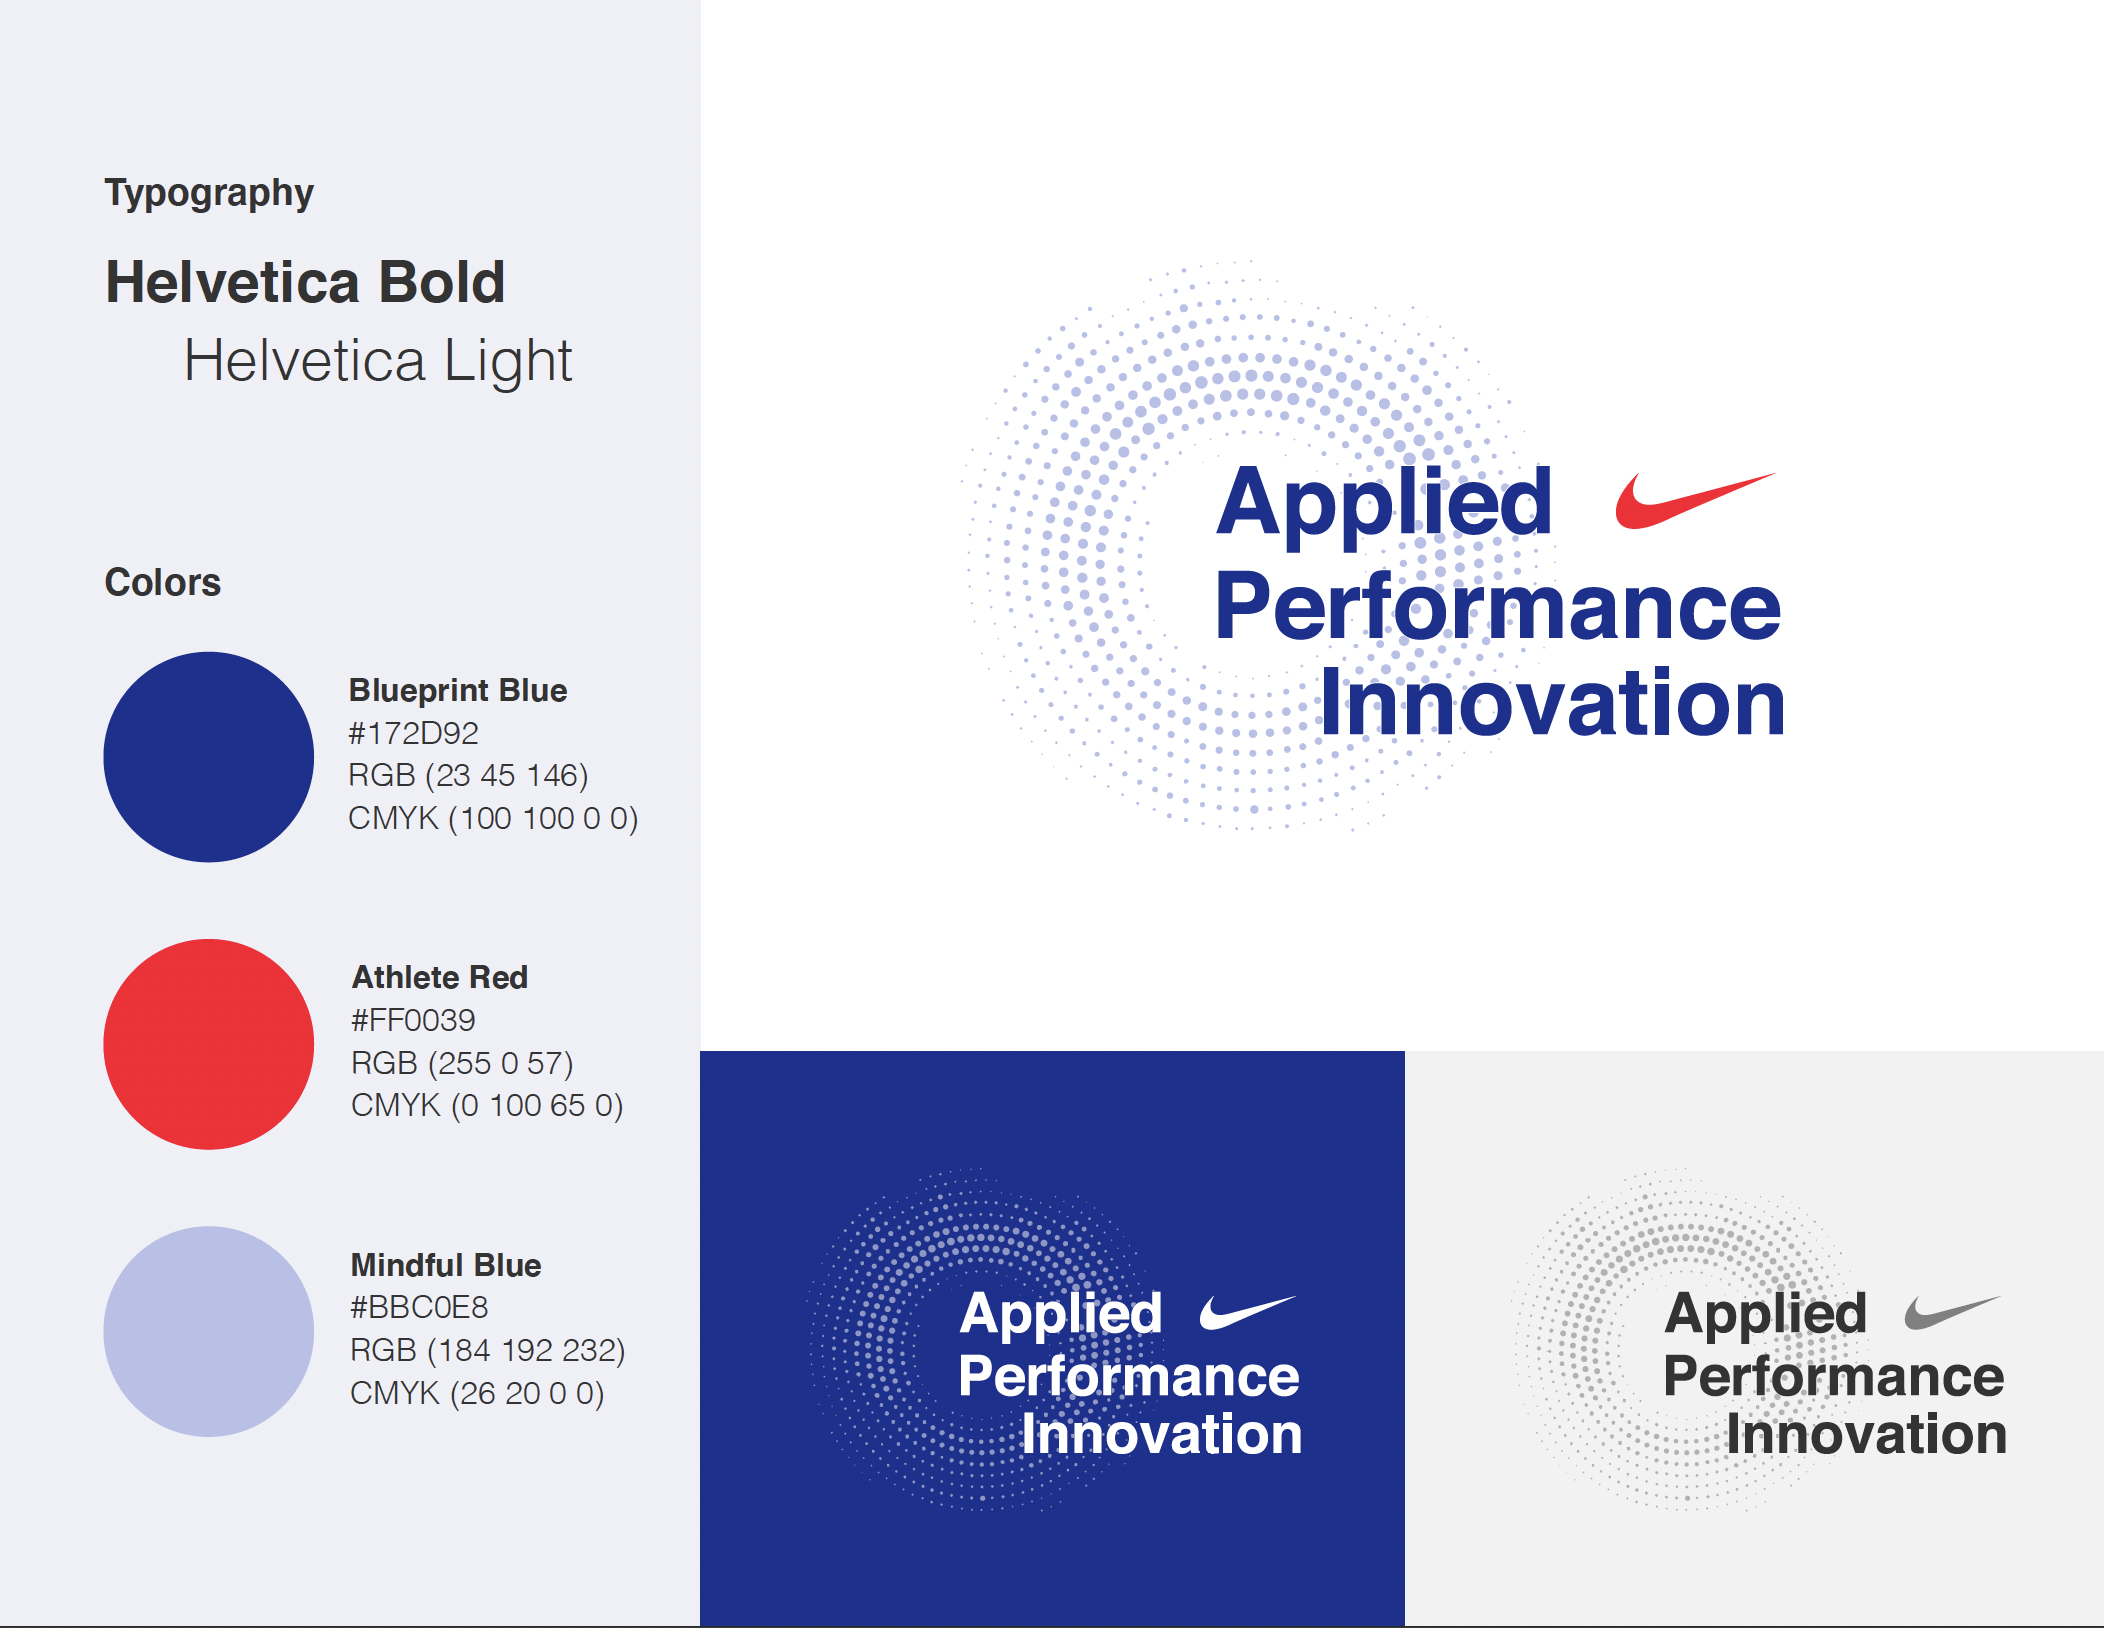 Typography
Helvetica Bold
Helvetica Light
Colors
Blueprint Blue
#172D92
RGB (23 45 146)
CMYK (100 100 0 0)
Athlete Red
#FF0039
RGB (255 0 57)
CMYK (0 100 65 0)
Mindful Blue
#BBC0E8
RGB (184 192 232)
CMYK (26 20 0 0)
Applied
Performance
Innovation
Applied
Performance
Innovation
Applied
Performance
Innovation